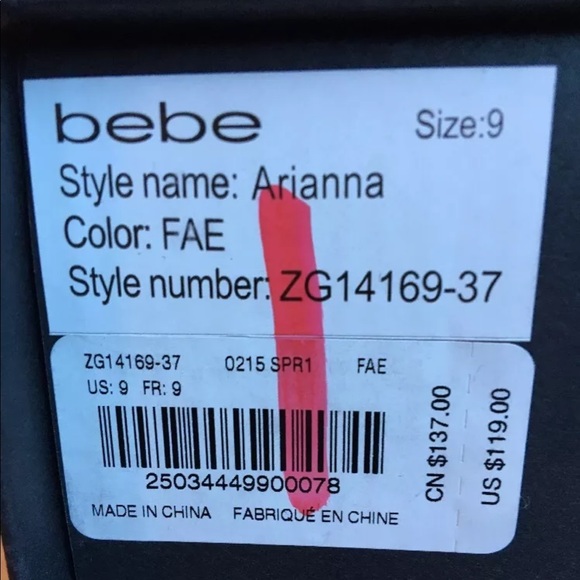 bebe Size:9
Style name: Arianna
Color: FAE
Style number: ZG14169-37
ZG14169-37 0215 SPR1 FAE
US: 9 FR: 9
25034449900078
MADE IN CHINA FABRIQUÉ EN CHINE
CN $137.00
US $119.00